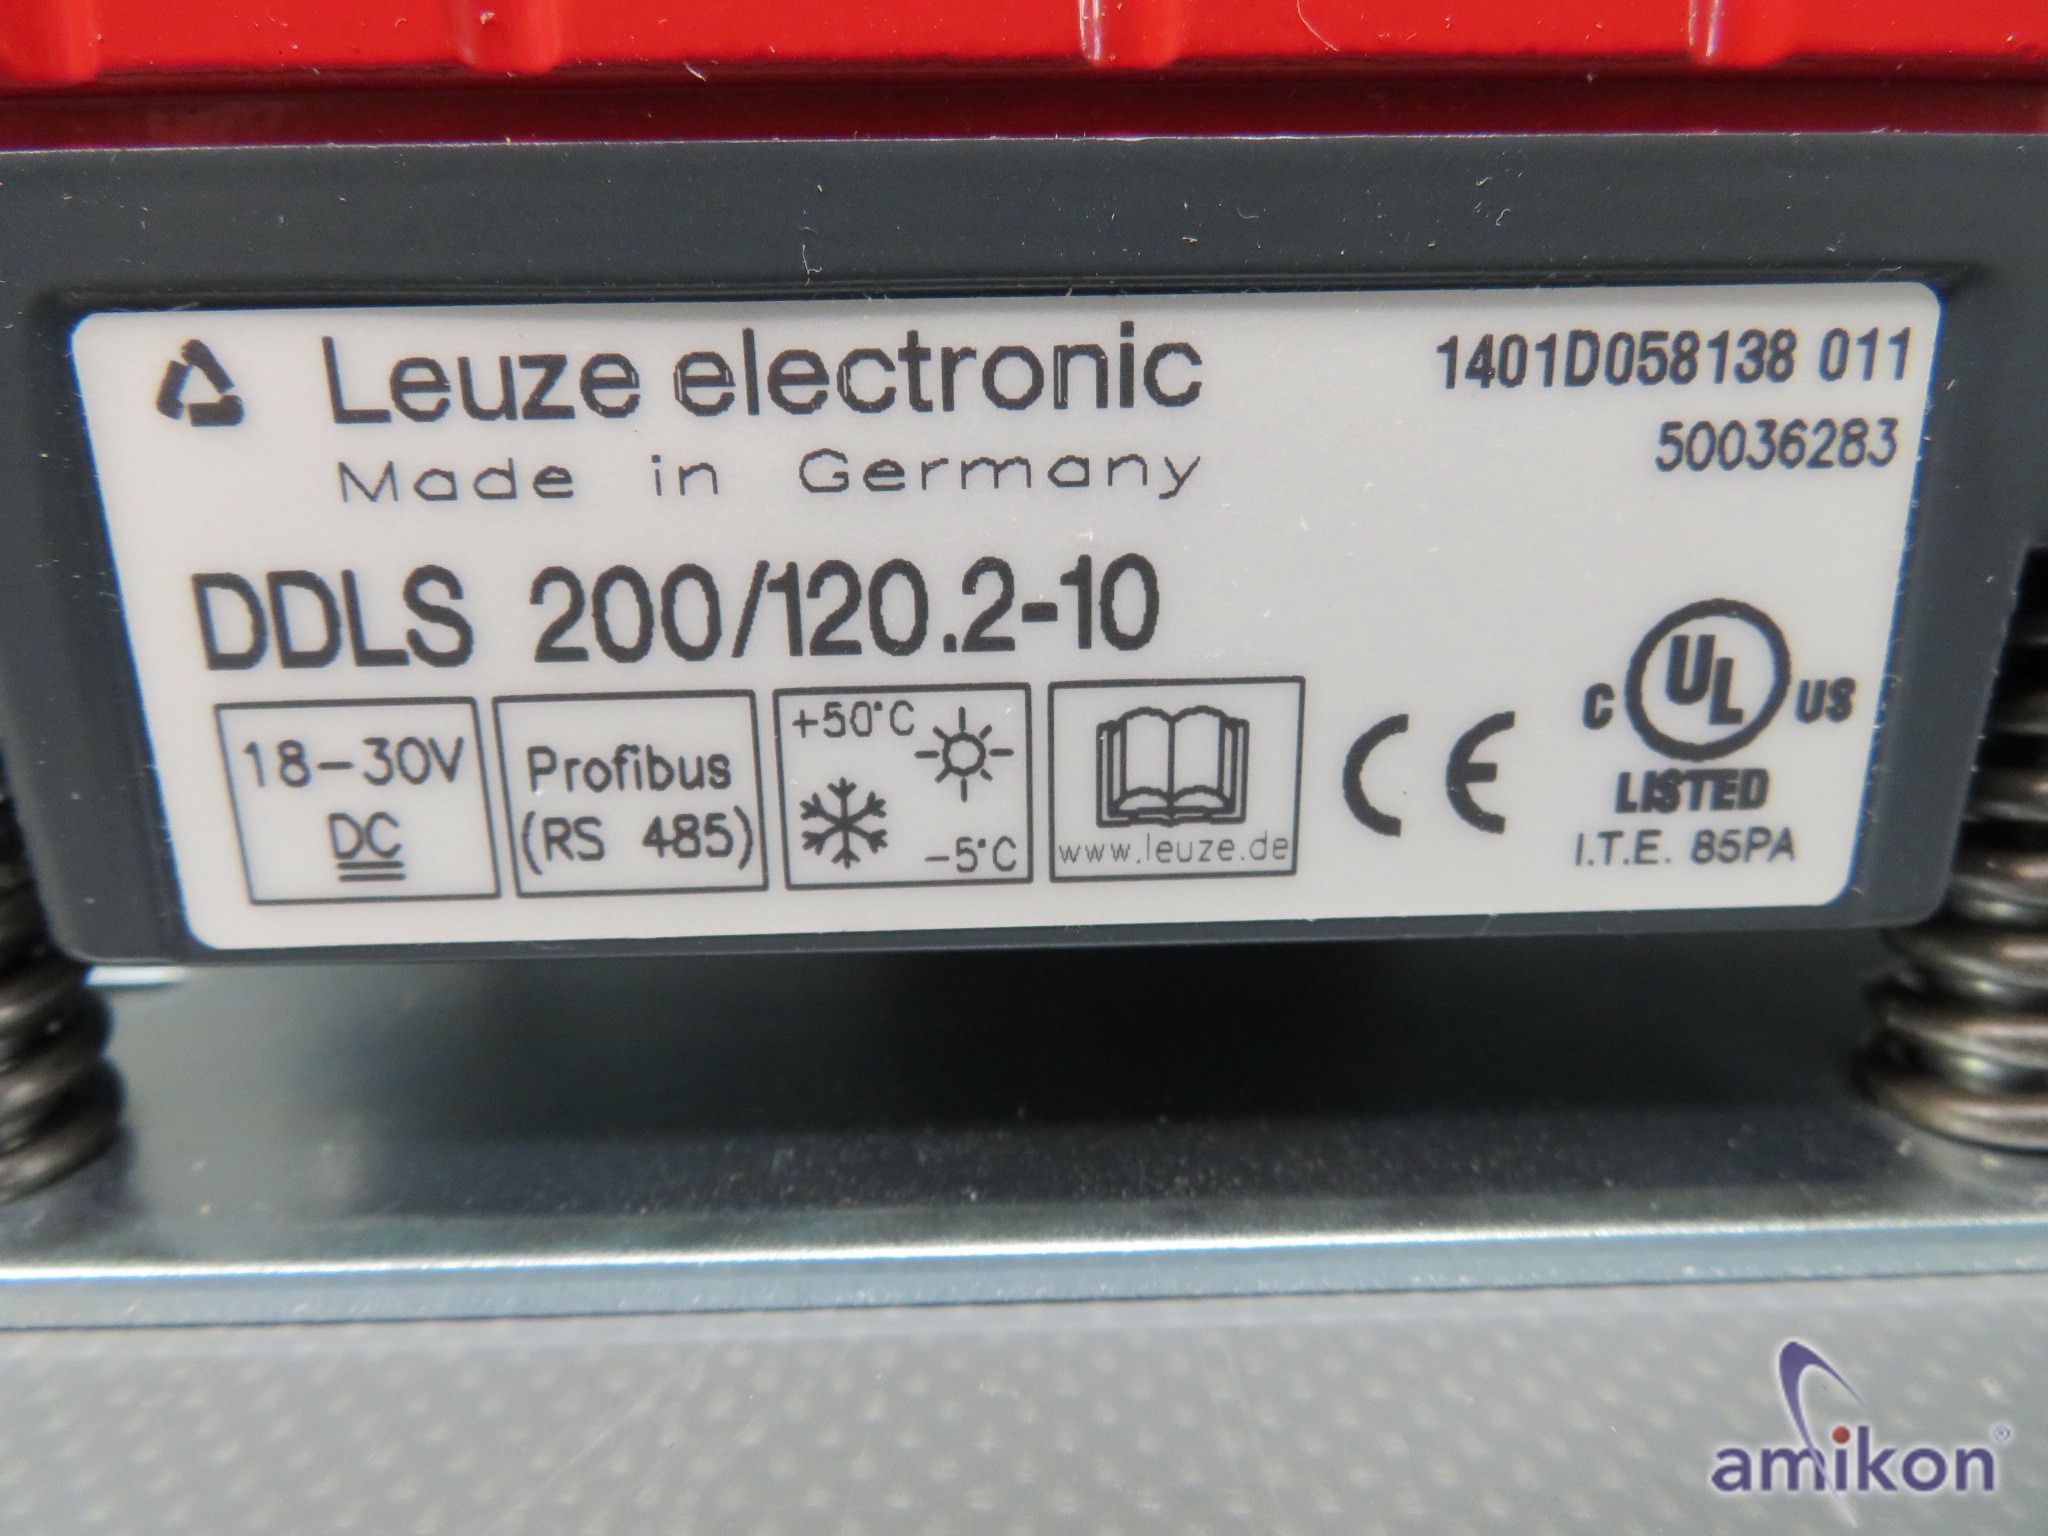 Leuze electronic
Made in Germany
1401D058138 011
50036283
DDLS 200/120.2-10
18-30V
DC
Profibus
(RS 485)
+50°C
-5°C
www.leuze.de
CE
C UL US
LISTED
I.T.E. 85PA
amikon®